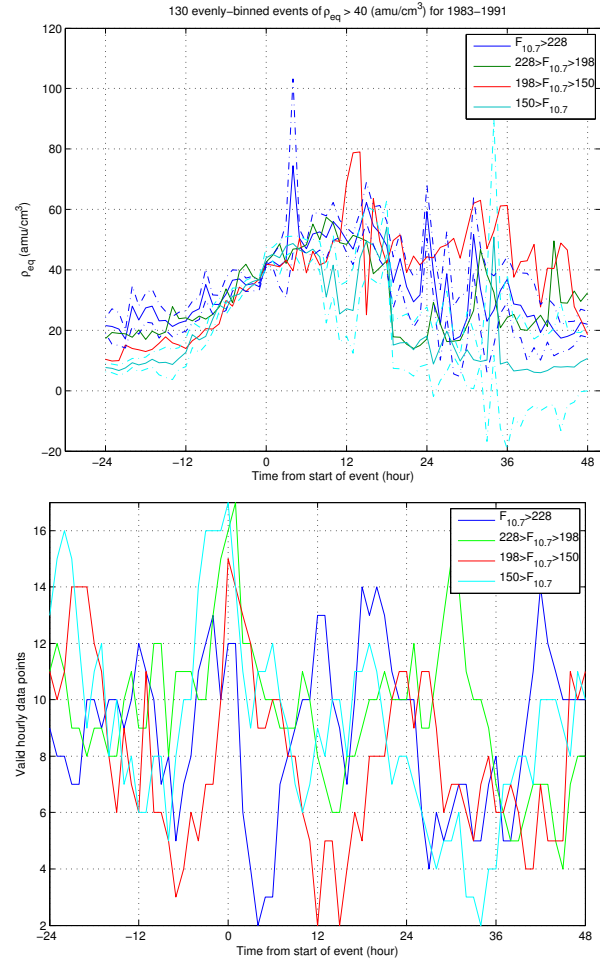 130 evenly−binned events of ρeq > 40 (amu/cm³) for 1983−1991
120
100
80
60
40
20
0
−20
ρeq (amu/cm³)
F10.7>228
228>F10.7>198
198>F10.7>150
150>F10.7
−24 −12 0 12 24 36 48
Time from start of event (hour)
16
14
12
10
8
6
4
2
Valid hourly data points
F10.7>228
228>F10.7>198
198>F10.7>150
150>F10.7
−24 −12 0 12 24 36 48
Time from start of event (hour)